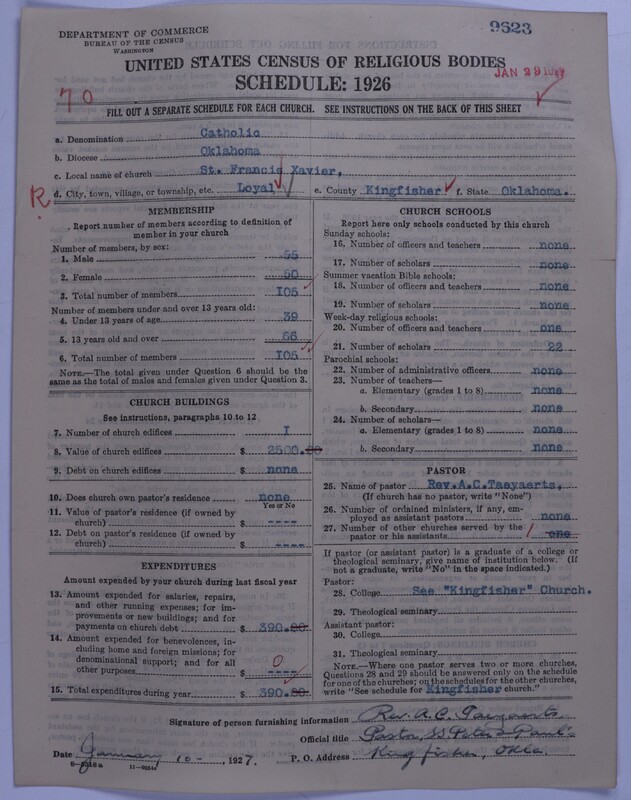 DEPARTMENT OF COMMERCE
BUREAU OF THE CENSUS
WASHINGTON
9523
UNITED STATES CENSUS OF RELIGIOUS BODIES
JAN 29 1927
SCHEDULE: 1926
70
FILL OUT A SEPARATE SCHEDULE FOR EACH CHURCH. SEE INSTRUCTIONS ON THE BACK OF THIS SHEET
a. Denomination Catholic
b. Diocese Oklahoma
c. Local name of church St. Francis Xavier,
R d. City, town, village, or township, etc. Loyal e. County Kingfisher f. State Oklahoma.
MEMBERSHIP
Report number of members according to definition of
member in your church
Number of members, by sex:
1. Male 55
2. Female 50
3. Total number of members 105
Number of members under and over 13 years old:
4. Under 13 years of age 39
5. 13 years old and over 66
6. Total number of members 105
NOTE.—The total given under Question 6 should be
same as the total of males and females given under Question 3.
CHURCH BUILDINGS
See instructions, paragraphs 10 to 12
7. Number of church edifices I
8. Value of church edifices $ 2500.00
9. Debt on church edifices $ none
10. Does church own pastor's residence none
Yes or No
11. Value of pastor's residence (if owned by
church) $ ----
12. Debt on pastor's residence (if owned by
church) $ ----
EXPENDITURES
Amount expended by your church during last fiscal year
13. Amount expended for salaries, repairs,
and other running expenses; for im-
provements or new buildings; and for
payments on church debt $ 390.00
14. Amount expended for benevolences, in-
cluding home and foreign missions; for
denominational support; and for all
other purposes $ ---- 0
15. Total expenditures during year $ 390.00
CHURCH SCHOOLS
Report here only schools conducted by this church
Sunday schools:
16. Number of officers and teachers none
17. Number of scholars none
Summer vacation Bible schools:
18. Number of officers and teachers none
19. Number of scholars none
Week-day religious schools:
20. Number of officers and teachers one
21. Number of scholars 22
Parochial schools:
22. Number of administrative officers none
23. Number of teachers—
a. Elementary (grades 1 to 8) none
b. Secondary none
24. Number of scholars—
a. Elementary (grades 1 to 8) none
b. Secondary none
PASTOR
25. Name of pastor Rev.A.C.Taeyaerts,
(If church has no pastor, write "None")
26. Number of ordained ministers, if any, em-
ployed as assistant pastors none
27. Number of other churches served by the
pastor or his assistants 1 one
If pastor (or assistant pastor) is a graduate of a college or
theological seminary, give name of institution below. (If
not a graduate, write "No" in the space indicated.)
Pastor:
28. College See "Kingfisher" Church.
29. Theological seminary
Assistant pastor:
30. College
31. Theological seminary
NOTE.—Where one pastor serves two or more churches,
Questions 28 and 29 should be answered only on the schedule
for one of the churches; on the schedules for the other churches,
write "See schedule for Kingfisher church."
Signature of person furnishing information Rev. A. C. Taeyaerts
Official title Pastor, SS Peter & Paul's
Date January 10-, 1927. P. O. Address Kingfisher, Okla.